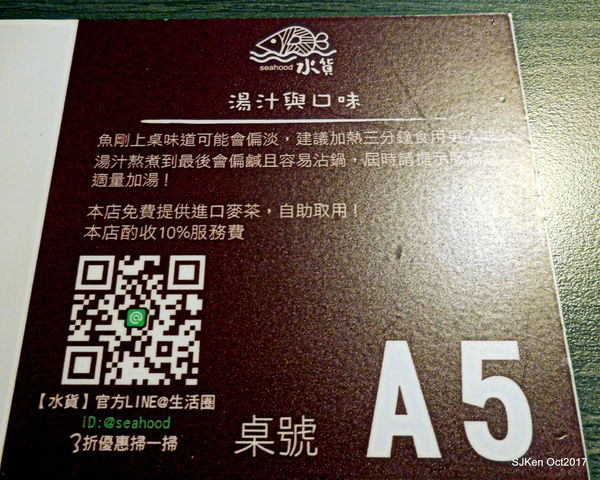 seahood 水貨
湯汁與口味
魚剛上桌味道可能會偏淡，建議加熱三分鐘食用更入味！
湯汁熬煮到最後會偏鹹且容易沾鍋，屆時請提示服務
適量加湯！
本店免費提供進口麥茶，自助取用！
本店酌收10%服務費
【水貨】官方LINE@生活圈
iD:@seahood
3折優惠掃一掃
桌號
A5
SJKen Oct2017